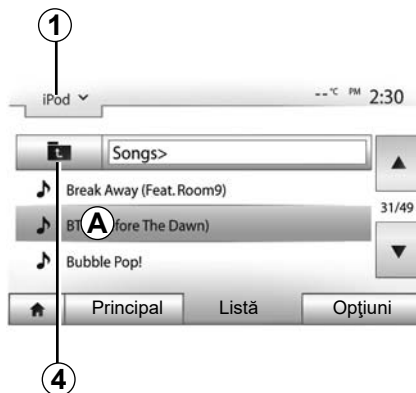 1
iPod
--°C PM 2:30
Songs>
Break Away (Feat. Room9)
31/49
A
fore The Dawn)
Bubble Pop!
Principal Listă Opţiuni
4